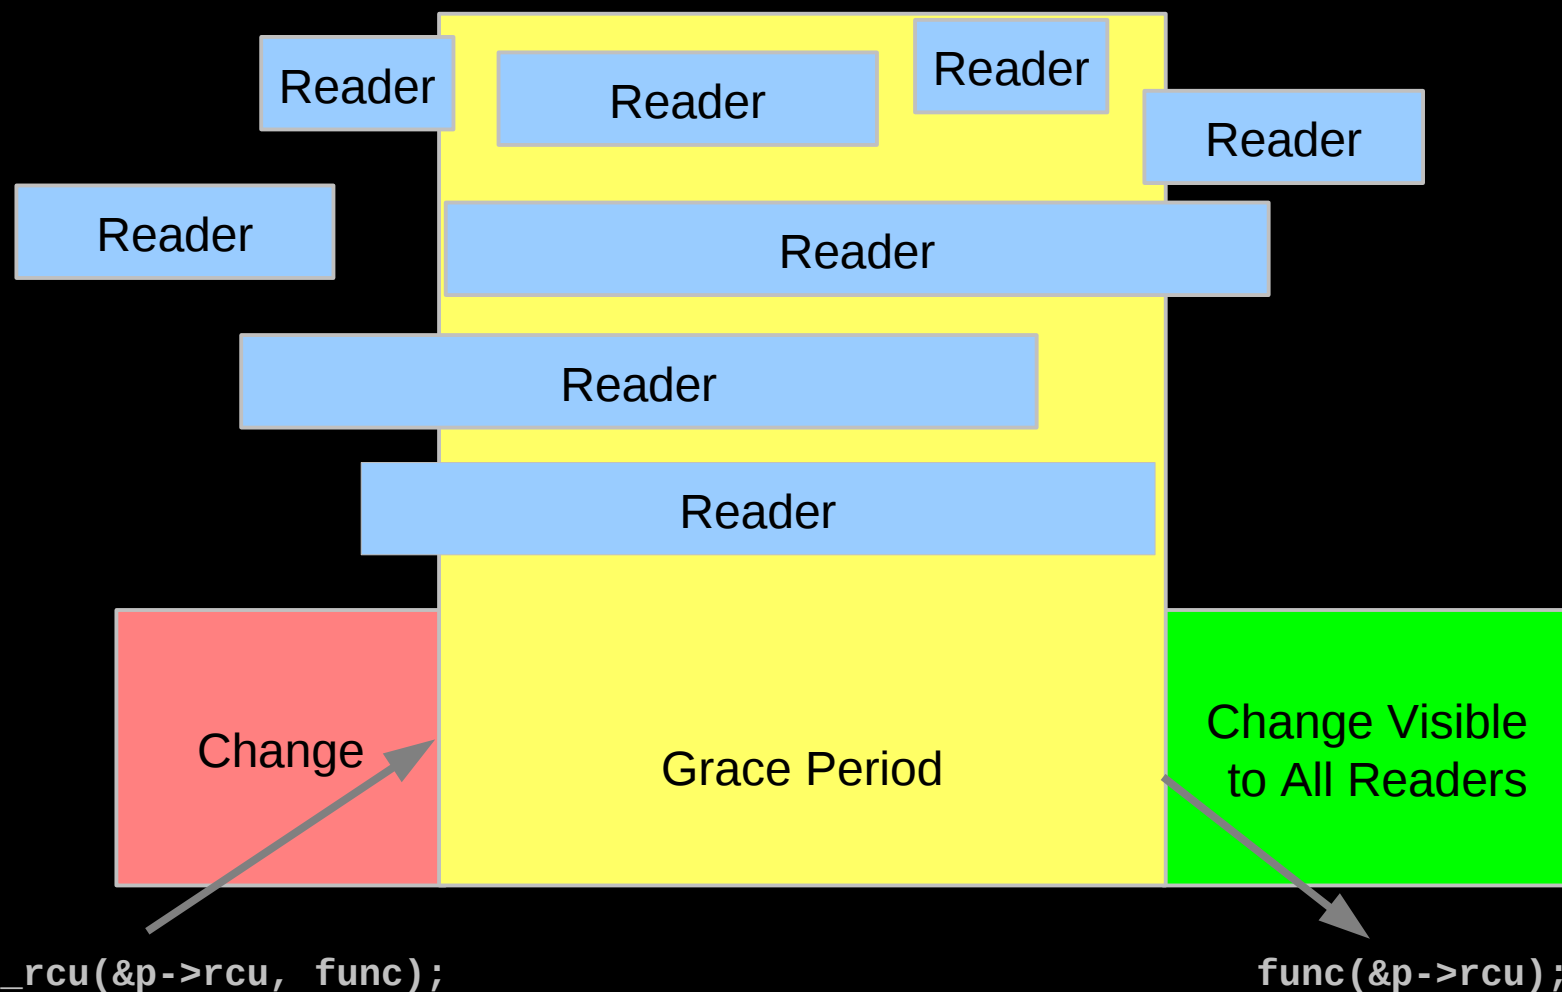 Reader
Reader
Reader
Reader
Reader
Reader
Reader
Reader
Change
Grace Period
Change Visible
to All Readers
_rcu(&p->rcu, func);
func(&p->rcu);